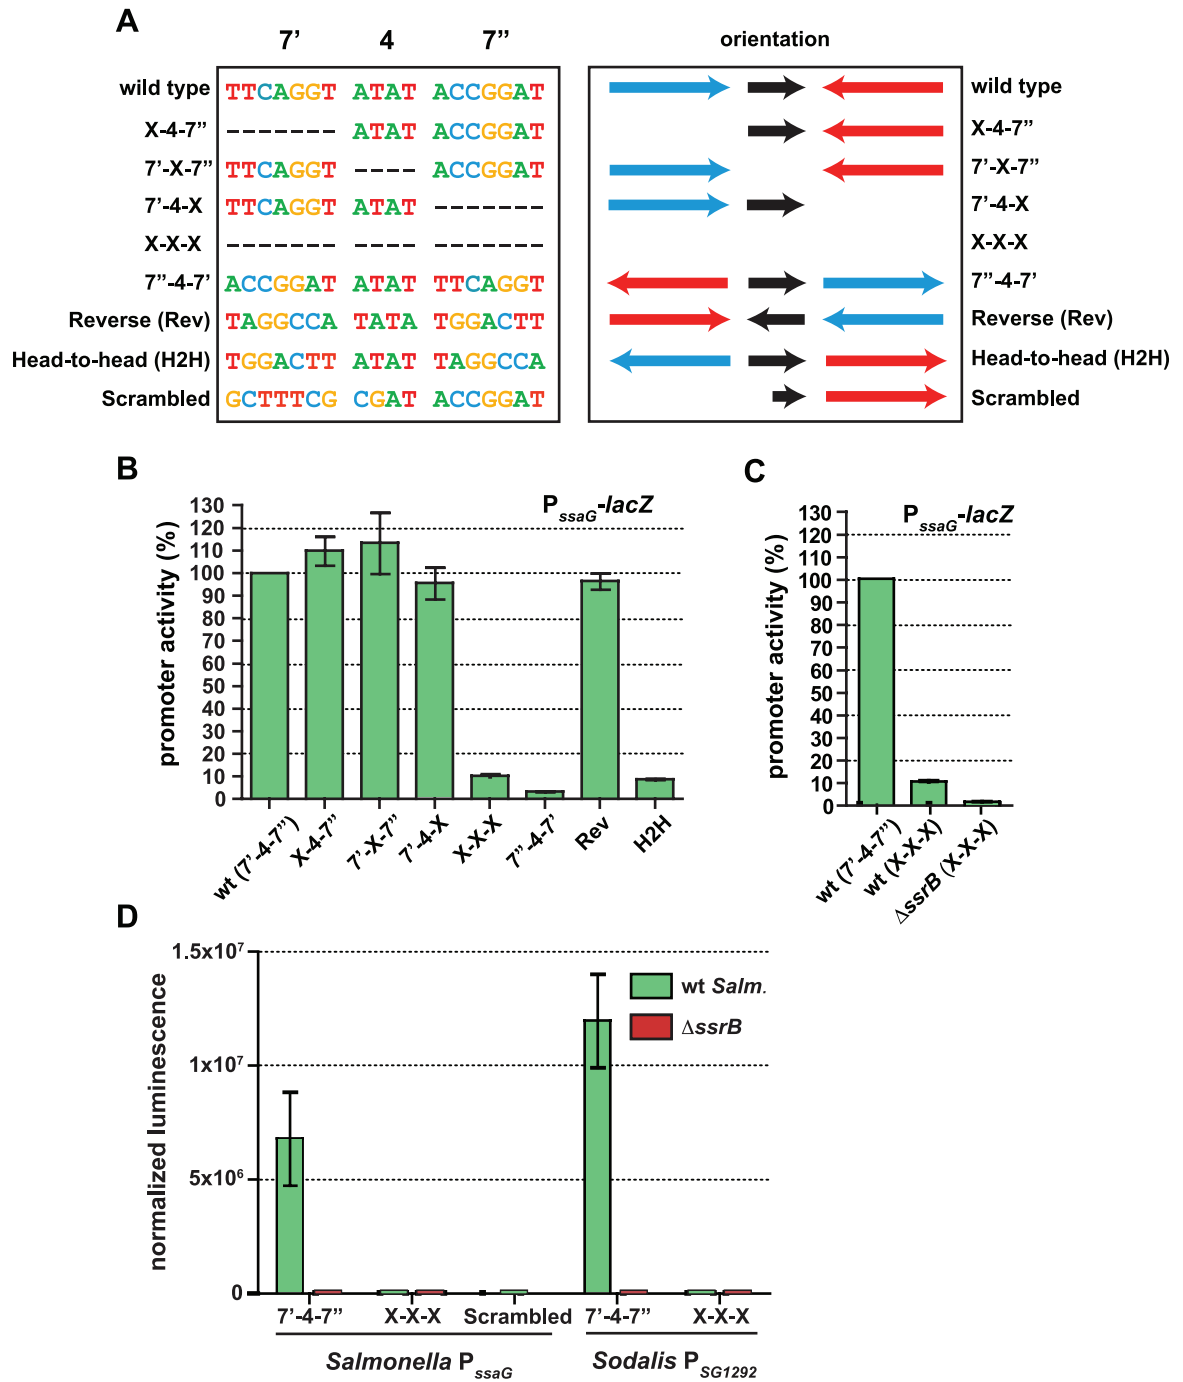 A
7' 4 7" orientation
wild type TTCAGGT ATAT ACCGGAT wild type
X-4-7" ------- ATAT ACCGGAT X-4-7"
7'-X-7" TTCAGGT ---- ACCGGAT 7'-X-7"
7'-4-X TTCAGGT ATAT ------- 7'-4-X
X-X-X ------- ---- ------- X-X-X
7"-4-7' ACCGGAT ATAT TTCAGGT 7"-4-7'
Reverse (Rev) TAGGCCA TATA TGGACTT Reverse (Rev)
Head-to-head (H2H) TGGACTT ATAT TAGGCCA Head-to-head (H2H)
Scrambled GCTTTCG CGAT ACCGGAT Scrambled
B
PssaG-lacZ
promoter activity (%)
130
120
110
100
90
80
70
60
50
40
30
20
10
0
wt (7'-4-7") X-4-7" 7'-X-7" 7'-4-X X-X-X 7"-4-7' Rev H2H
C
PssaG-lacZ
promoter activity (%)
130
120
110
100
90
80
70
60
50
40
30
20
10
0
wt (7'-4-7") wt (X-X-X) ΔssrB (X-X-X)
D
normalized luminescence
1.5x10⁷
1x10⁷
5x10⁶
0
wt Salm.
ΔssrB
7'-4-7" X-X-X Scrambled 7'-4-7" X-X-X
Salmonella PssaG Sodalis PSG1292